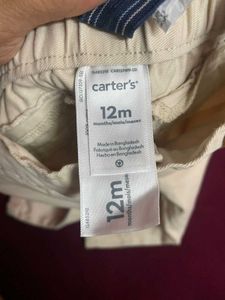 carter's
12m
months/mois/meses
Made in Bangladesh
Fabriqué au Bangladesh
Hecho en Bangladesh
12m
months/mois/meses